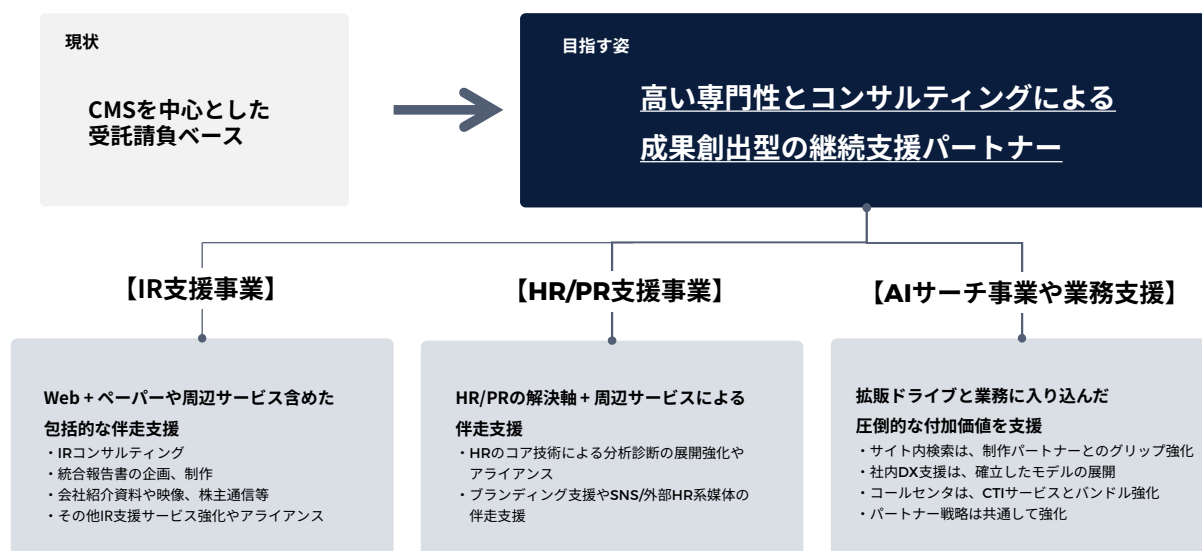 現状
CMSを中心とした
受託請負ベース
目指す姿
高い専門性とコンサルティングによる
成果創出型の継続支援パートナー
【IR支援事業】
Web + ペーパーや周辺サービス含めた
包括的な伴走支援
・IRコンサルティング
・統合報告書の企画、制作
・会社紹介資料や映像、株主通信等
・その他IR支援サービス強化やアライアンス
【HR/PR支援事業】
HR/PRの解決軸 + 周辺サービスによる
伴走支援
・HRのコア技術による分析診断の展開強化や
アライアンス
・ブランディング支援やSNS/外部HR系媒体の
伴走支援
【AIサーチ事業や業務支援】
拡販ドライブと業務に入り込んだ
圧倒的な付加価値を支援
・サイト内検索は、制作パートナーとのグリップ強化
・社内DX支援は、確立したモデルの展開
・コールセンタは、CTIサービスとバンドル強化
・パートナー戦略は共通して強化